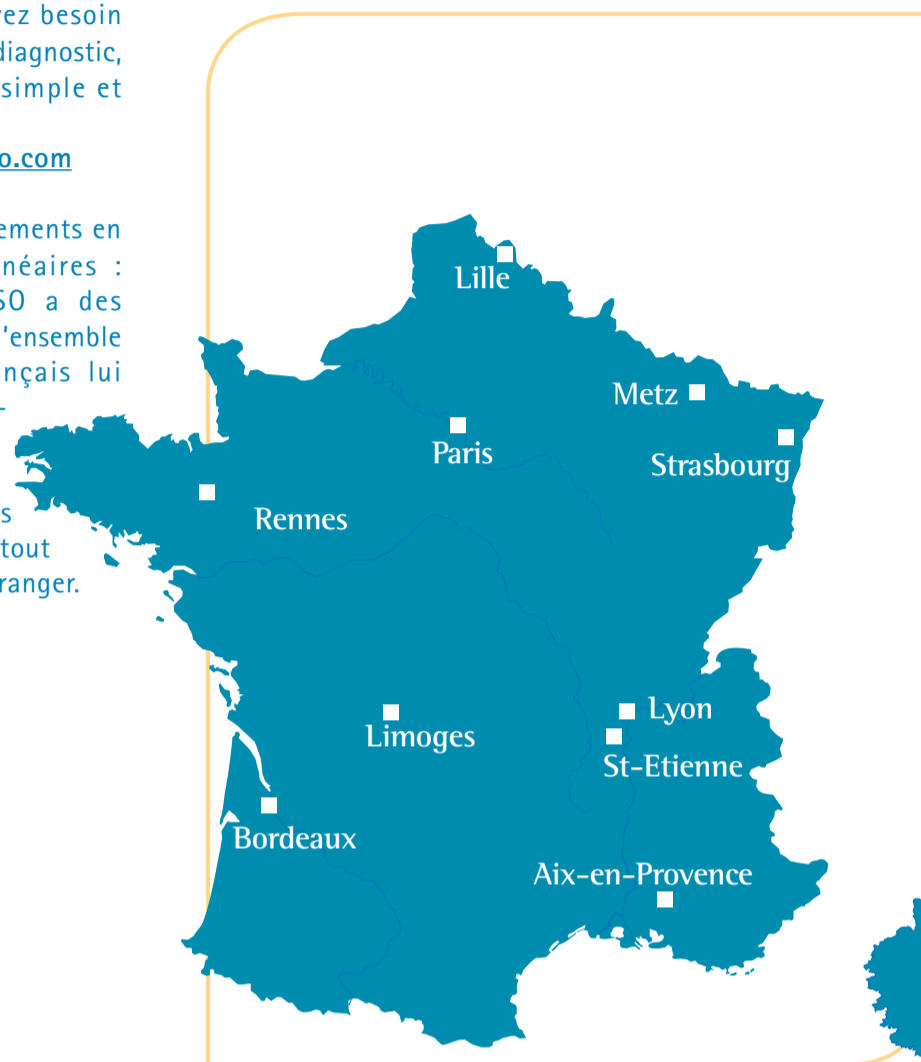 vez besoin
diagnostic,
simple et
o.com
ements en
néaires :
SO a des
'ensemble
nçais lui
-
s
tout
ranger.
Lille
Metz
Paris
Strasbourg
Rennes
Lyon
Limoges
St-Etienne
Bordeaux
Aix-en-Provence